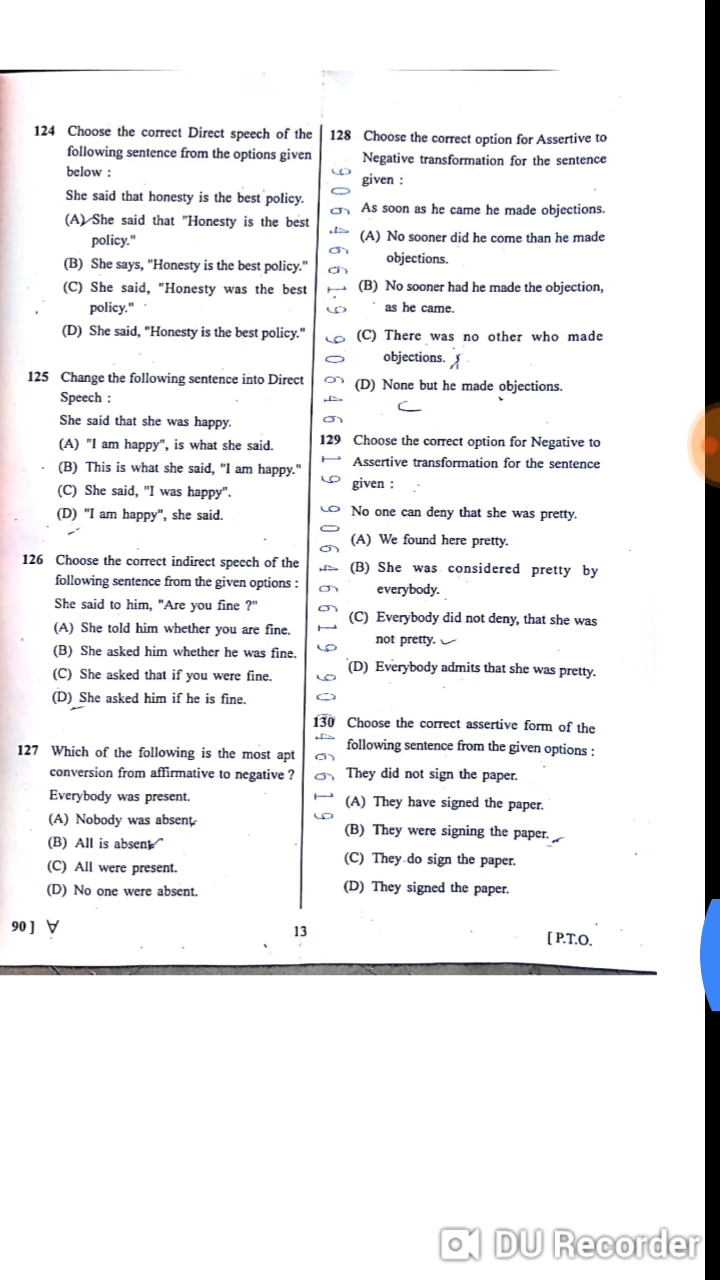 124 Choose the correct Direct speech of the
following sentence from the options given
below :
She said that honesty is the best policy.
(A) She said that "Honesty is the best
policy."
(B) She says, "Honesty is the best policy."
(C) She said, "Honesty was the best
policy."
(D) She said, "Honesty is the best policy."
125 Change the following sentence into Direct
Speech :
She said that she was happy.
(A) "I am happy", is what she said.
(B) This is what she said, "I am happy."
(C) She said, "I was happy".
(D) "I am happy", she said.
126 Choose the correct indirect speech of the
following sentence from the given options :
She said to him, "Are you fine ?"
(A) She told him whether you are fine.
(B) She asked him whether he was fine.
(C) She asked that if you were fine.
(D) She asked him if he is fine.
127 Which of the following is the most apt
conversion from affirmative to negative ?
Everybody was present.
(A) Nobody was absent.
(B) All is absent.
(C) All were present.
(D) No one were absent.
128 Choose the correct option for Assertive to
Negative transformation for the sentence
given :
As soon as he came he made objections.
(A) No sooner did he come than he made
objections.
(B) No sooner had he made the objection,
as he came.
(C) There was no other who made
objections.
(D) None but he made objections.
129 Choose the correct option for Negative to
Assertive transformation for the sentence
given :
No one can deny that she was pretty.
(A) We found here pretty.
(B) She was considered pretty by
everybody.
(C) Everybody did not deny, that she was
not pretty.
(D) Everybody admits that she was pretty.
130 Choose the correct assertive form of the
following sentence from the given options :
They did not sign the paper.
(A) They have signed the paper.
(B) They were signing the paper.
(C) They do sign the paper.
(D) They signed the paper.
90 ] ∀
13
[ P.T.O.
DU Recorder